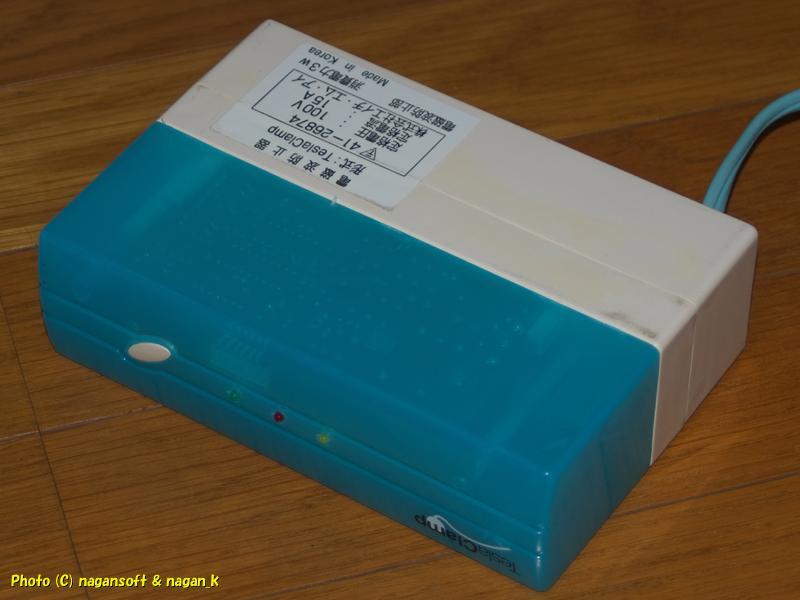 電磁波防止器
形式:TeslaClamp
▽41-26874
定格電圧 : 100V
定格電流 : 15A
株式会社エイチ・エム・アイ
電磁波防止器 消費電力3W
Made in Korea
TeslaClamp
Photo (C) nagansoft & nagan_k